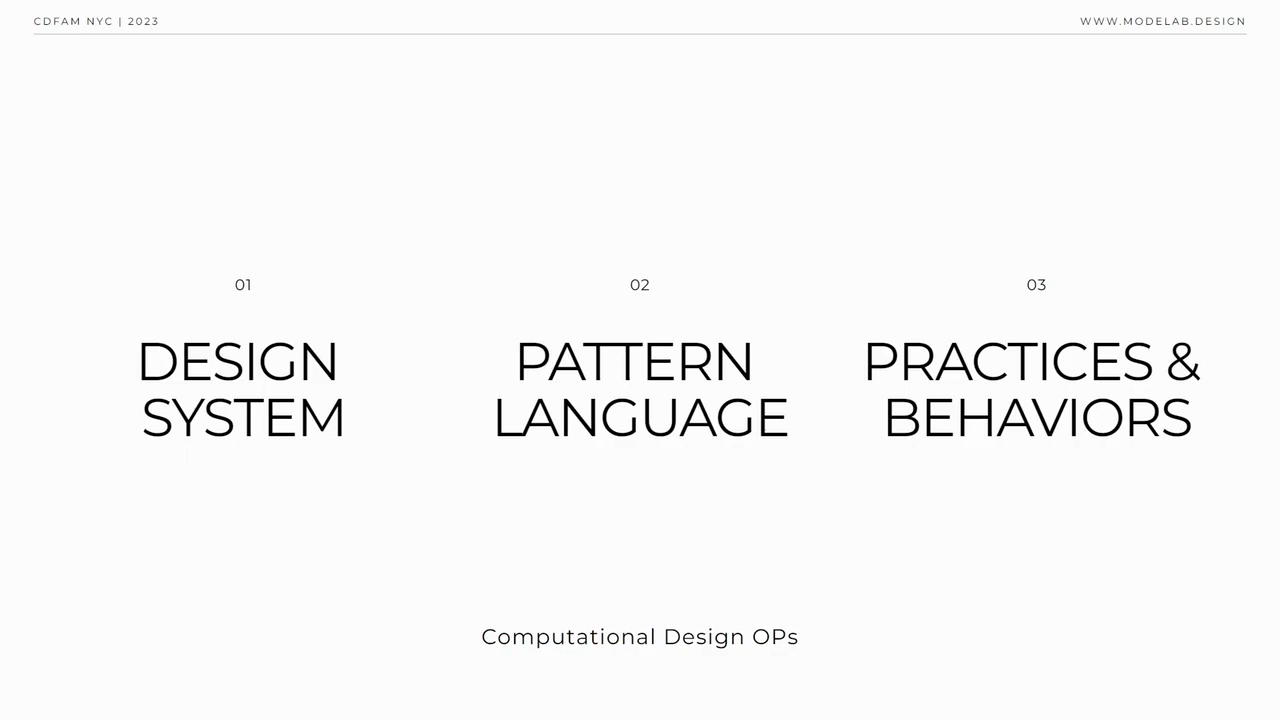 CDFAM NYC | 2023
WWW.MODELAB.DESIGN
01
DESIGN
SYSTEM
02
PATTERN
LANGUAGE
03
PRACTICES &
BEHAVIORS
Computational Design OPs